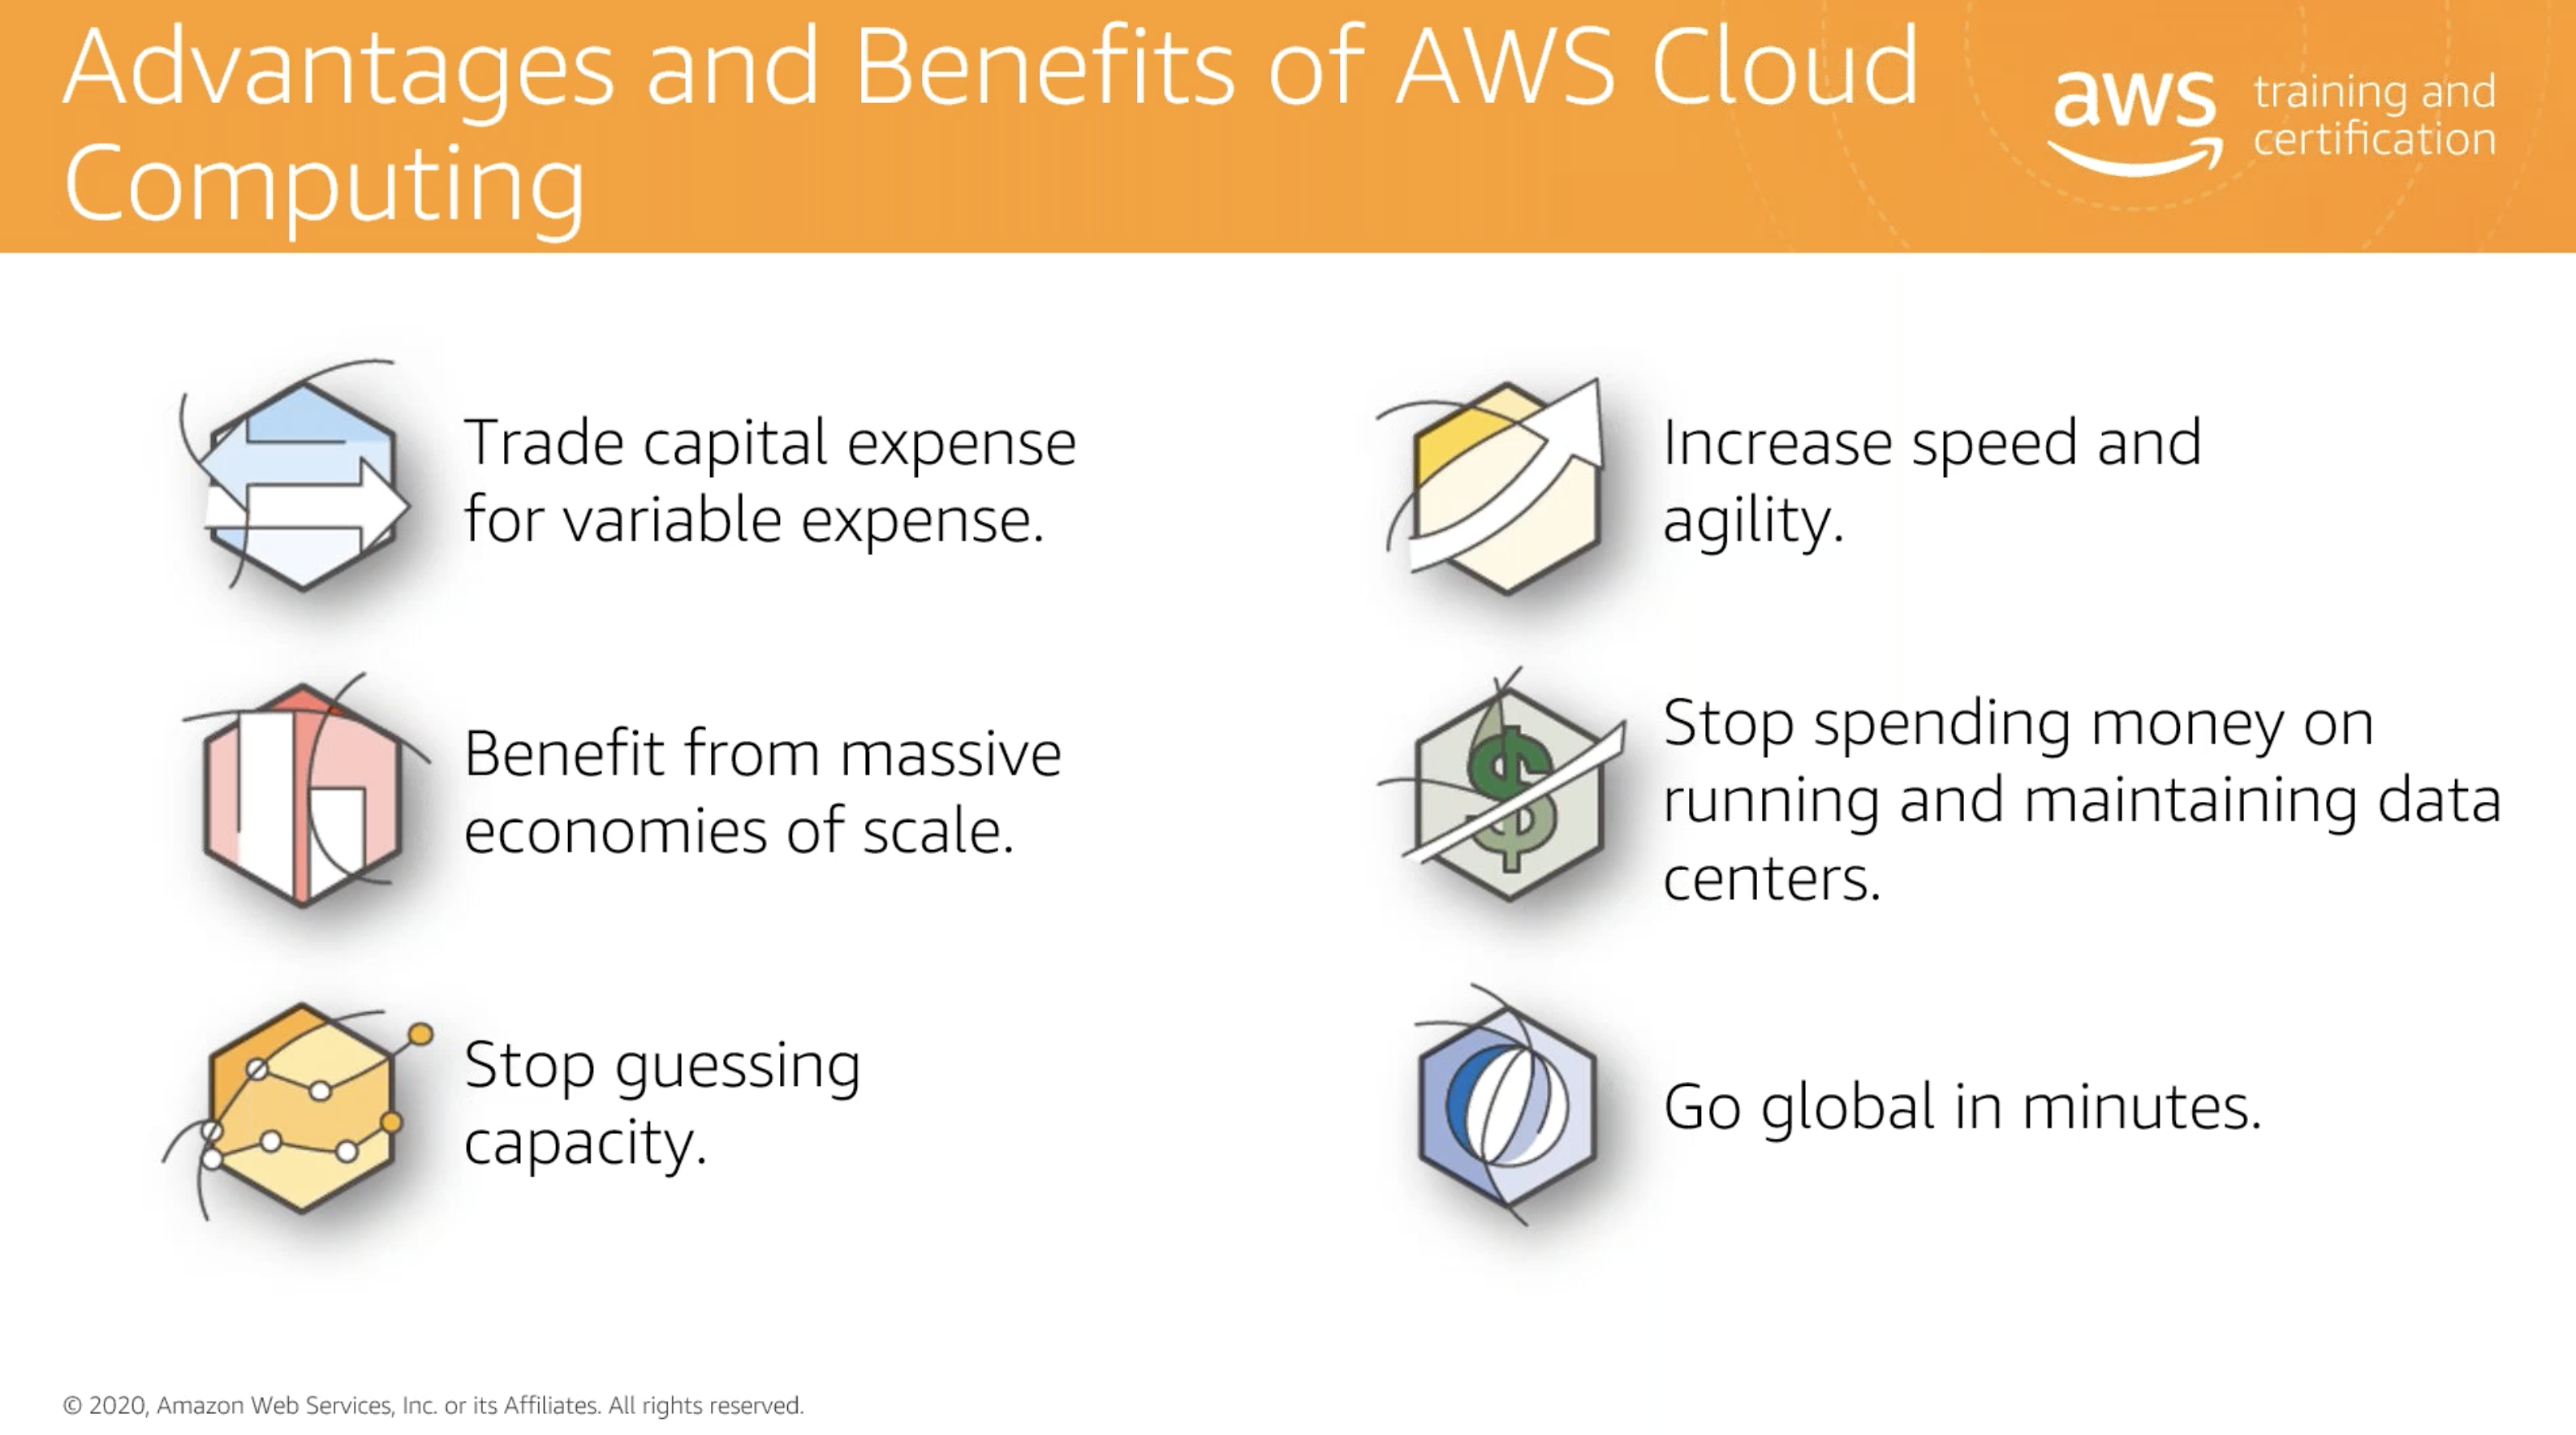 Advantages and Benefits of AWS Cloud
Computing
aws
training and
certification
Trade capital expense
for variable expense.
Benefit from massive
economies of scale.
Stop guessing
capacity.
Increase speed and
agility.
Stop spending money on
running and maintaining data
centers.
Go global in minutes.
© 2020, Amazon Web Services, Inc. or its Affiliates. All rights reserved.